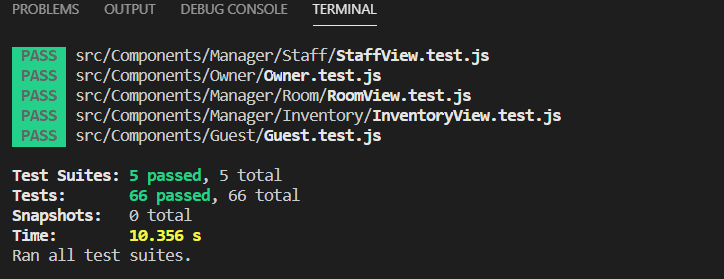 PROBLEMS OUTPUT DEBUG CONSOLE TERMINAL
PASS src/Components/Manager/Staff/StaffView.test.js
PASS src/Components/Owner/Owner.test.js
PASS src/Components/Manager/Room/RoomView.test.js
PASS src/Components/Manager/Inventory/InventoryView.test.js
PASS src/Components/Guest/Guest.test.js
Test Suites: 5 passed, 5 total
Tests: 66 passed, 66 total
Snapshots: 0 total
Time: 10.356 s
Ran all test suites.